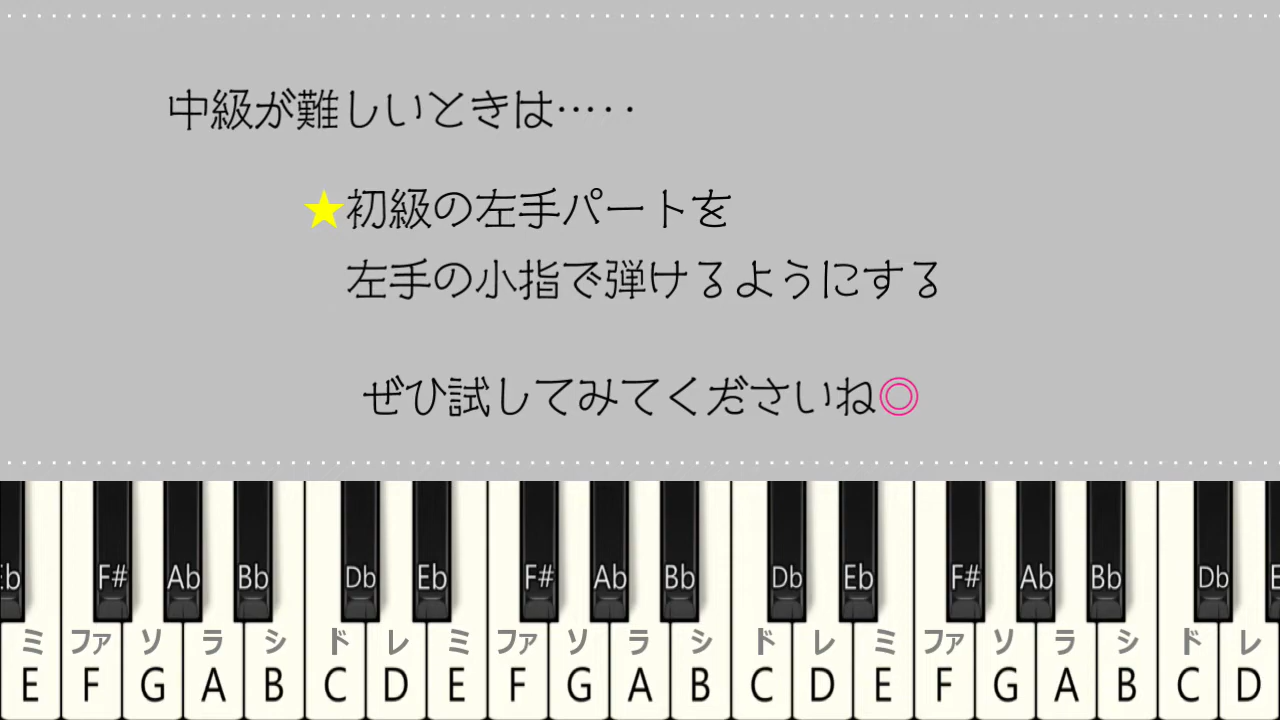 中級が難しいときは…‥
★初級の左手パートを
左手の小指で弾けるようにする
ぜひ試してみてくださいね◎
Eb F# Ab Bb Db Eb F# Ab Bb Db Eb F# Ab Bb Db E
ミ ファ ソ ラ シ ド レ ミ ファ ソ ラ シ ド レ ミ ファ ソ ラ シ ド レ
E F G A B C D E F G A B C D E F G A B C D